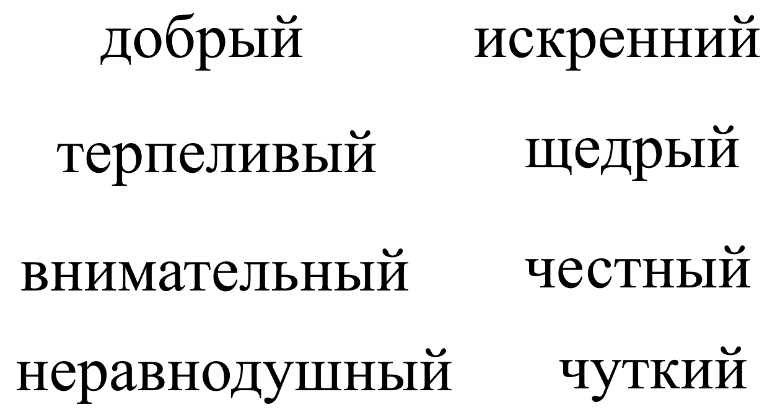 добрый искренний
терпеливый щедрый
внимательный честный
неравнодушный чуткий